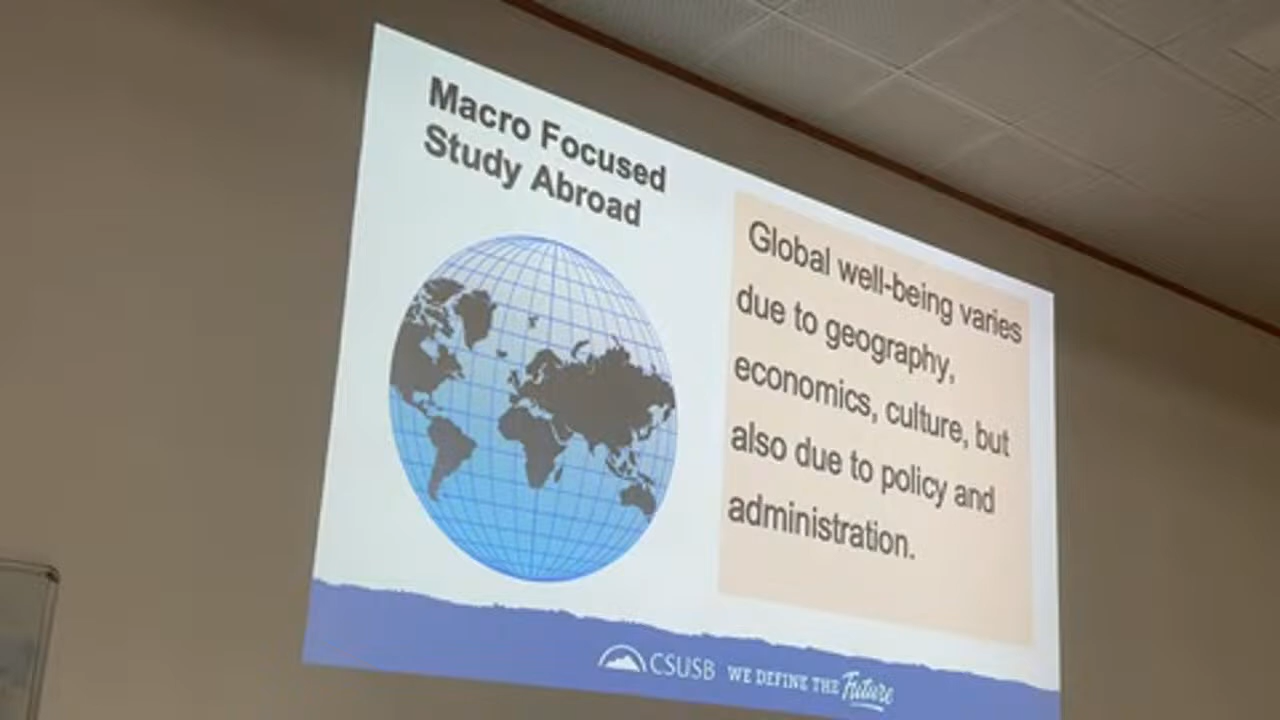 Macro Focused
Study Abroad
Global well-being varies
due to geography,
economics, culture, but
also due to policy and
administration.
CSUSB WE DEFINE THE Future